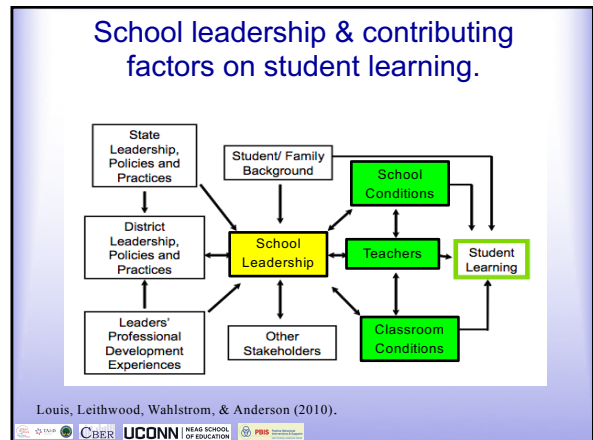 School leadership & contributing
factors on student learning.
State
Leadership,
Policies and
Practices
Student/ Family
Background
School
Conditions
District
Leadership,
Policies and
Practices
School
Leadership
Teachers
Student
Learning
Leaders'
Professional
Development
Experiences
Other
Stakeholders
Classroom
Conditions
Louis, Leithwood, Wahlstrom, & Anderson (2010).
CBER UCONN NEAG SCHOOL
OF EDUCATION
PBIS